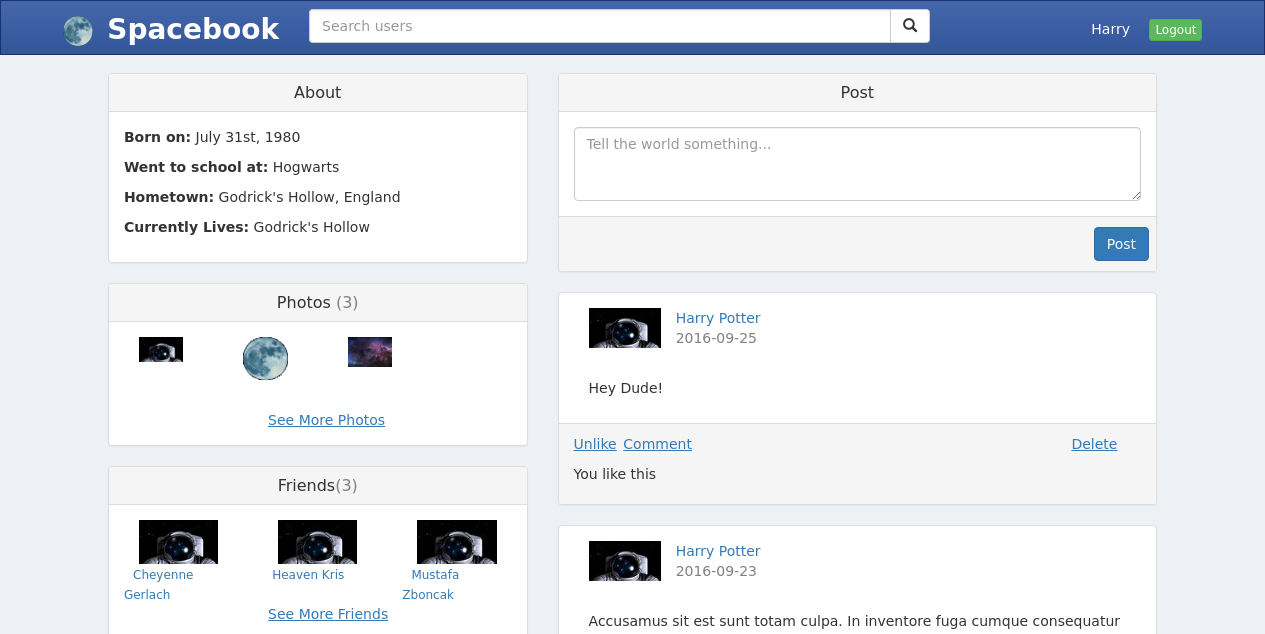 Spacebook
Search users
Harry
Logout
About
Born on: July 31st, 1980
Went to school at: Hogwarts
Hometown: Godrick's Hollow, England
Currently Lives: Godrick's Hollow
Photos (3)
See More Photos
Friends(3)
Cheyenne
Gerlach
Heaven Kris
Mustafa
Zboncak
See More Friends
Post
Tell the world something...
Post
Harry Potter
2016-09-25
Hey Dude!
Unlike Comment
Delete
You like this
Harry Potter
2016-09-23
Accusamus sit est sunt totam culpa. In inventore fuga cumque consequatur